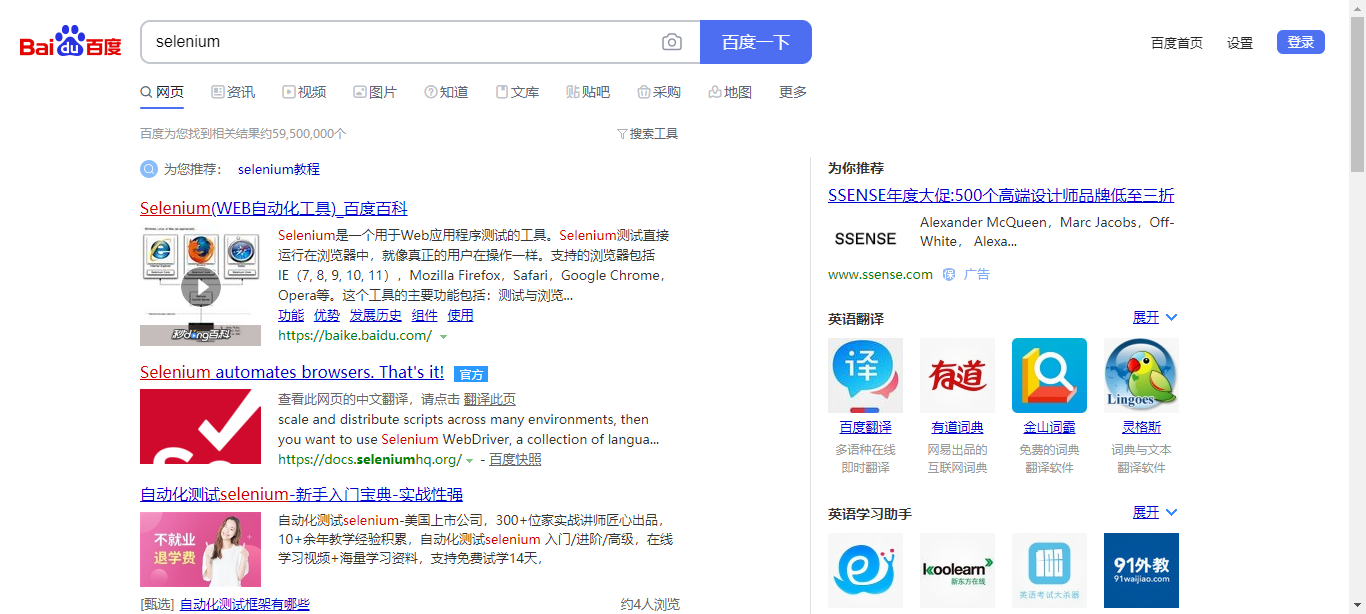 Bai du 百度
selenium
百度一下
百度首页 设置 登录
网页 资讯 视频 图片 知道 文库 贴吧 采购 地图 更多
百度为您找到相关结果约59,500,000个
搜索工具
为您推荐： selenium教程
Selenium(WEB自动化工具)_百度百科
Selenium是一个用于Web应用程序测试的工具。Selenium测试直接
运行在浏览器中，就像真正的用户在操作一样。支持的浏览器包括
IE（7, 8, 9, 10, 11），Mozilla Firefox，Safari，Google Chrome，
Opera等。这个工具的主要功能包括：测试与浏览...
功能 优势 发展历史 组件 使用
秒dǒng百科
https://baike.baidu.com/
Selenium automates browsers. That's it! 官方
查看此网页的中文翻译，请点击 翻译此页
scale and distribute scripts across many environments, then
you want to use Selenium WebDriver, a collection of langua...
https://docs.seleniumhq.org/ - 百度快照
自动化测试selenium-新手入门宝典-实战性强
不就业
退学费
自动化测试selenium-美国上市公司，300+位家实战讲师匠心出品，
10+余年教学经验积累，自动化测试selenium 入门/进阶/高级，在线
学习视频+海量学习资料，支持免费试学14天，
[甄选] 自动化测试框架有哪些 约4人浏览
为你推荐
SSENSE年度大促:500个高端设计师品牌低至三折
SSENSE
Alexander McQueen，Marc Jacobs，Off-
White， Alexa...
www.ssense.com 保 广告
英语翻译 展开
译 有道 Lingoes
百度翻译 有道词典 金山词霸 灵格斯
多语种在线 网易出品的 免费的词典 词典与文本
即时翻译 互联网词典 翻译软件 翻译软件
英语学习助手 展开
koolearn
新东方在线
英语考试大杀器
91外教
91waijiao.com